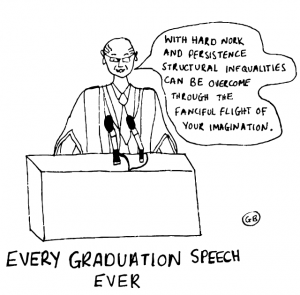 WITH HARD WORK
AND PERSISTENCE
STRUCTURAL INEQUALITIES
CAN BE OVERCOME
THROUGH THE
FANCIFUL FLIGHT OF
YOUR IMAGINATION.
GB
EVERY GRADUATION SPEECH
EVER